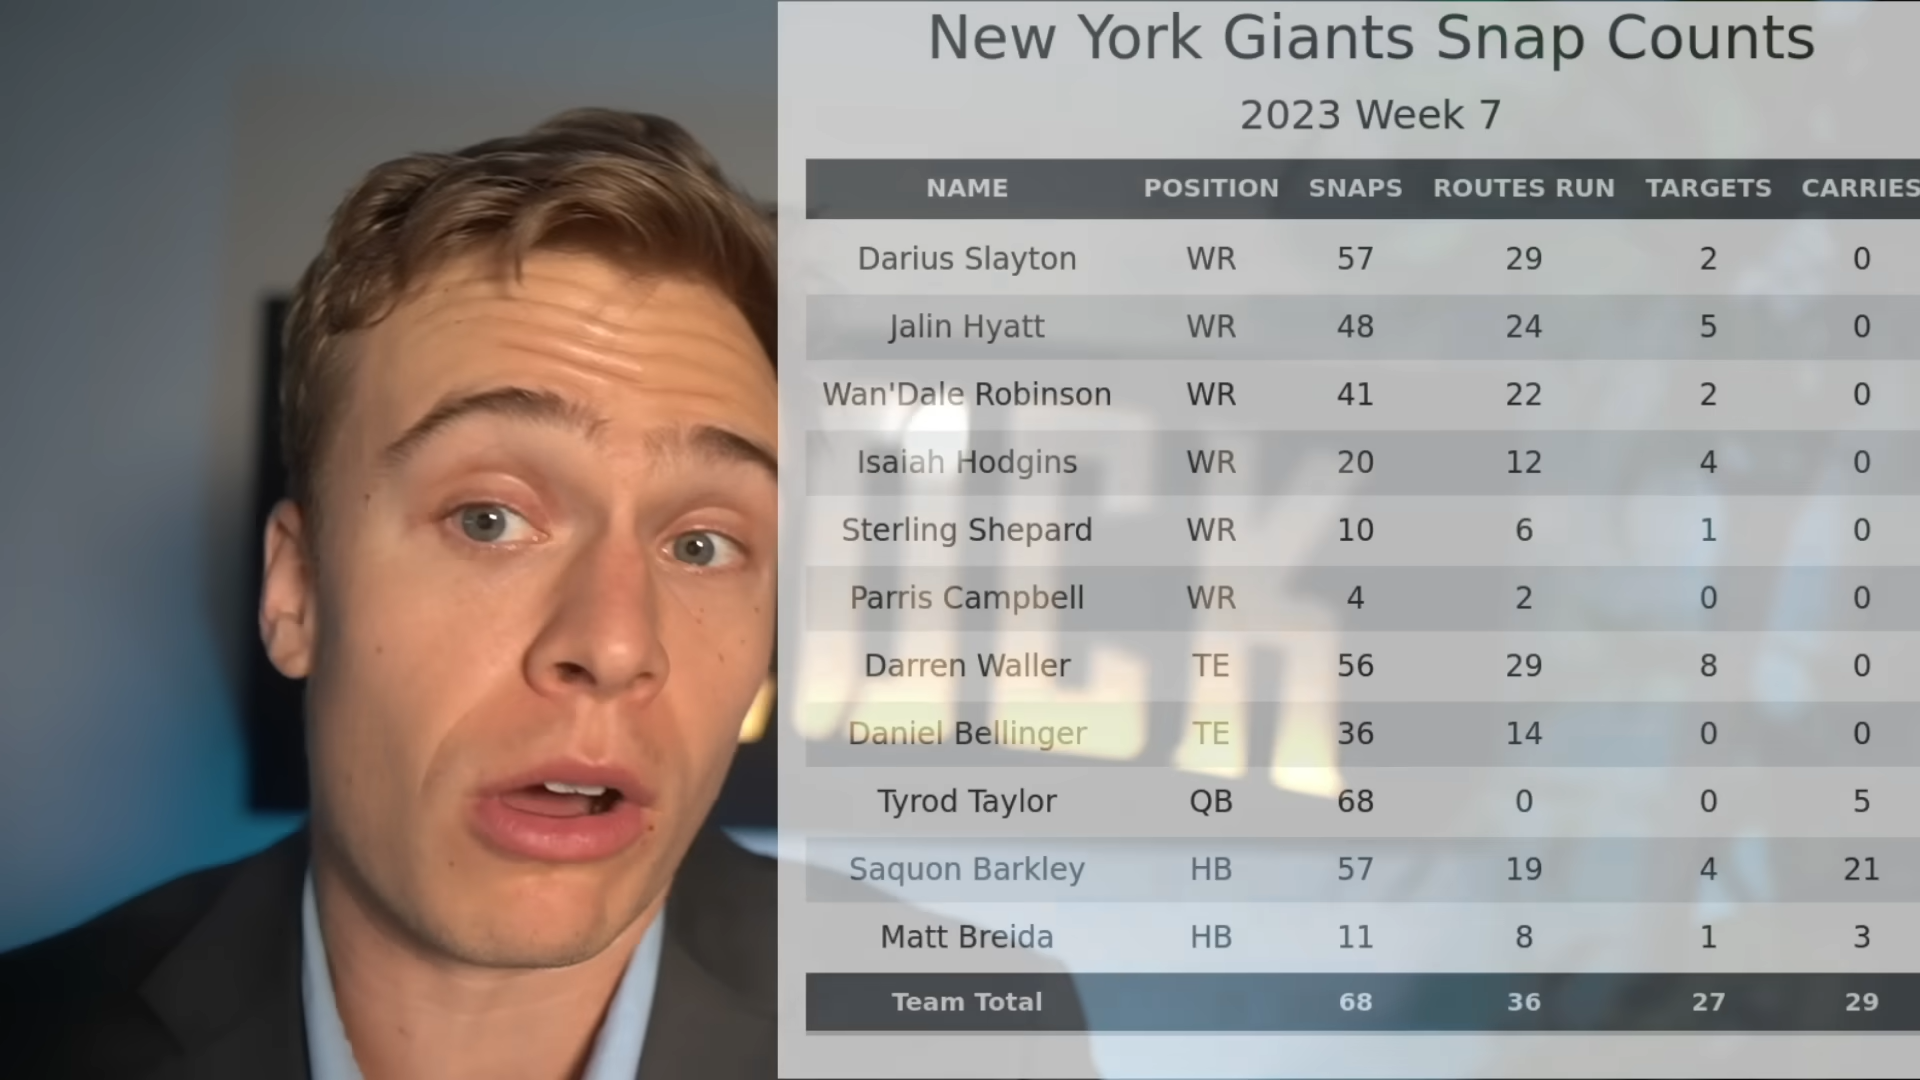 New York Giants Snap Counts
2023 Week 7
NAME POSITION SNAPS ROUTES RUN TARGETS CARRIES
Darius Slayton WR 57 29 2 0
Jalin Hyatt WR 48 24 5 0
Wan'Dale Robinson WR 41 22 2 0
Isaiah Hodgins WR 20 12 4 0
Sterling Shepard WR 10 6 1 0
Parris Campbell WR 4 2 0 0
Darren Waller TE 56 29 8 0
Daniel Bellinger TE 36 14 0 0
Tyrod Taylor QB 68 0 0 5
Saquon Barkley HB 57 19 4 21
Matt Breida HB 11 8 1 3
Team Total 68 36 27 29